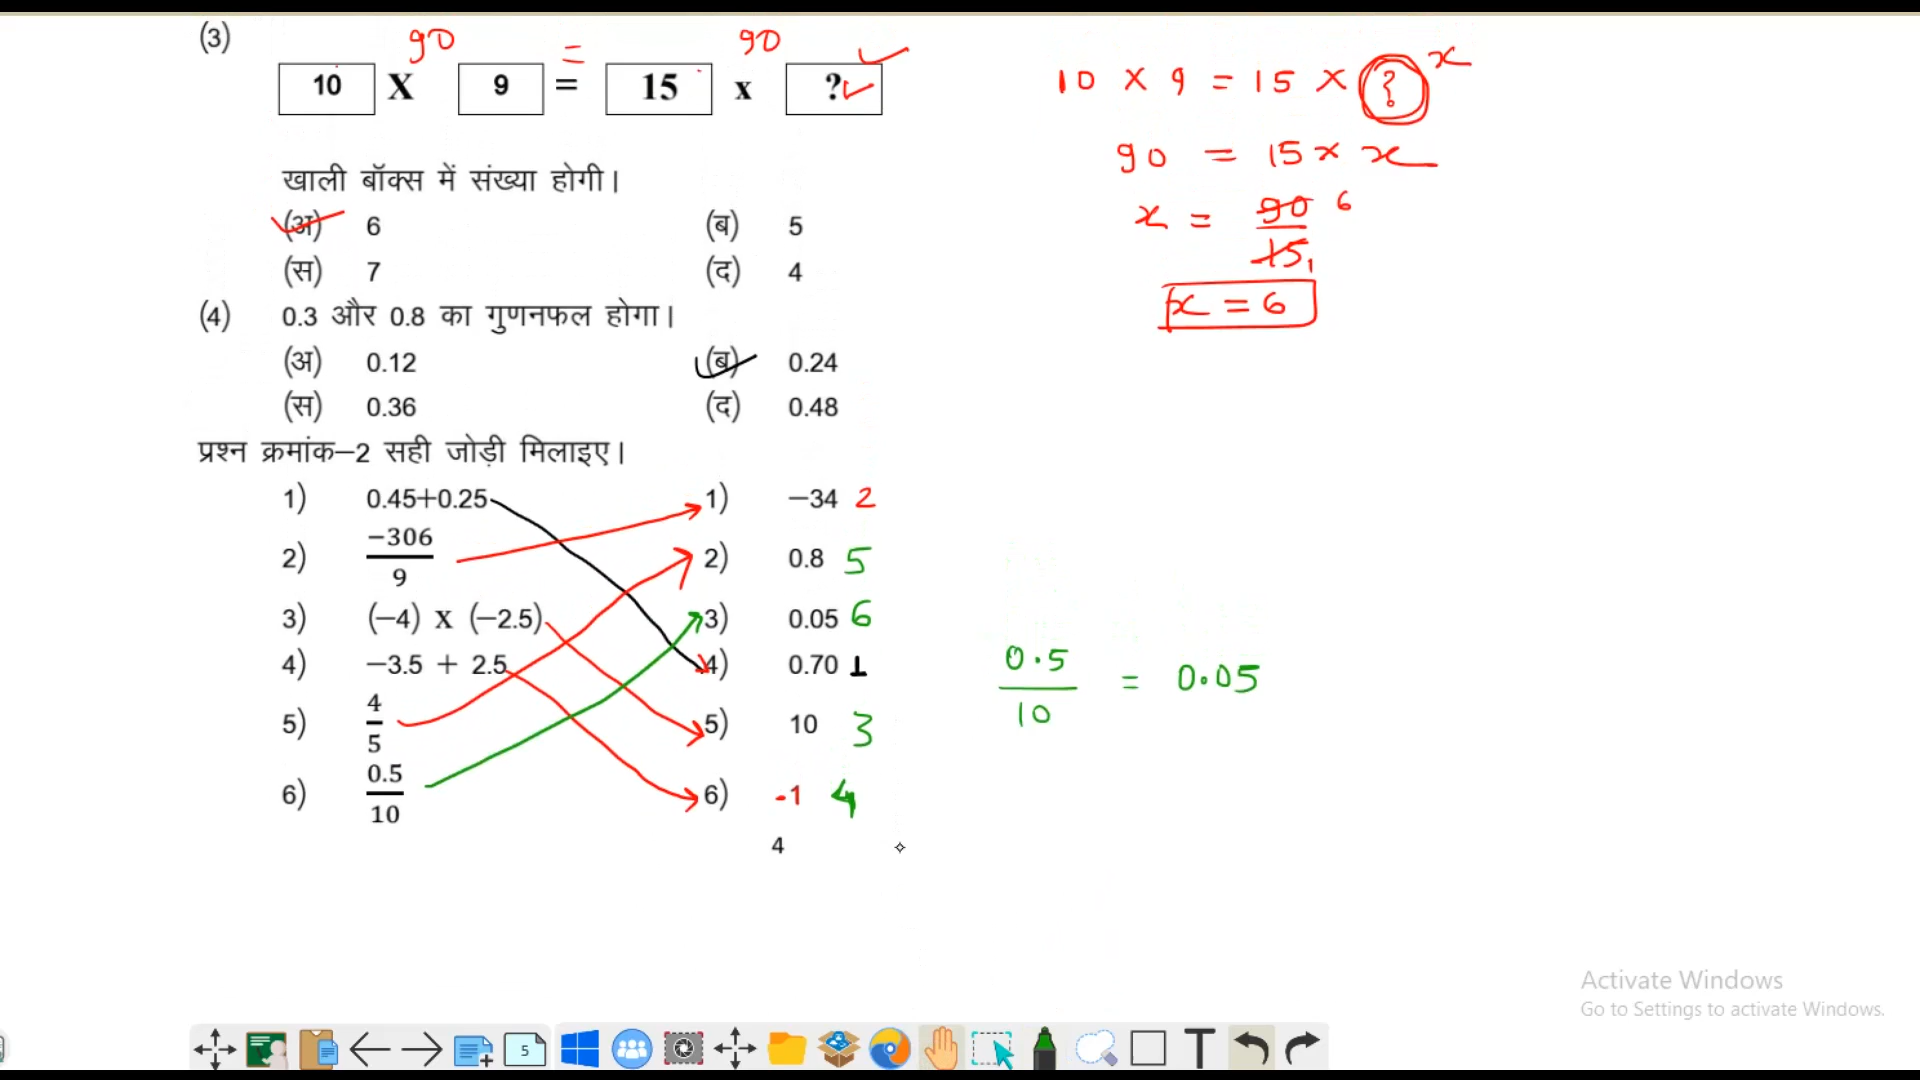 (3)
90 = 90
10 X 9 = 15 x ?
10 × 9 = 15 × ? x
90 = 15 × x
x = 90 6
15 1
x = 6
खाली बॉक्स में संख्या होगी।
(अ) 6 (ब) 5
(स) 7 (द) 4
(4) 0.3 और 0.8 का गुणनफल होगा।
(अ) 0.12 (ब) 0.24
(स) 0.36 (द) 0.48
प्रश्न क्रमांक–2 सही जोड़ी मिलाइए।
1) 0.45+0.25 1) –34 2
2) −306/9 2) 0.8 5
3) (–4) x (–2.5) 3) 0.05 6
4) –3.5 + 2.5 4) 0.70 1
5) 4/5 5) 10 3
6) 0.5/10 6) -1 4
4
0.5/10 = 0.05
Activate Windows
Go to Settings to activate Windows.
5
T